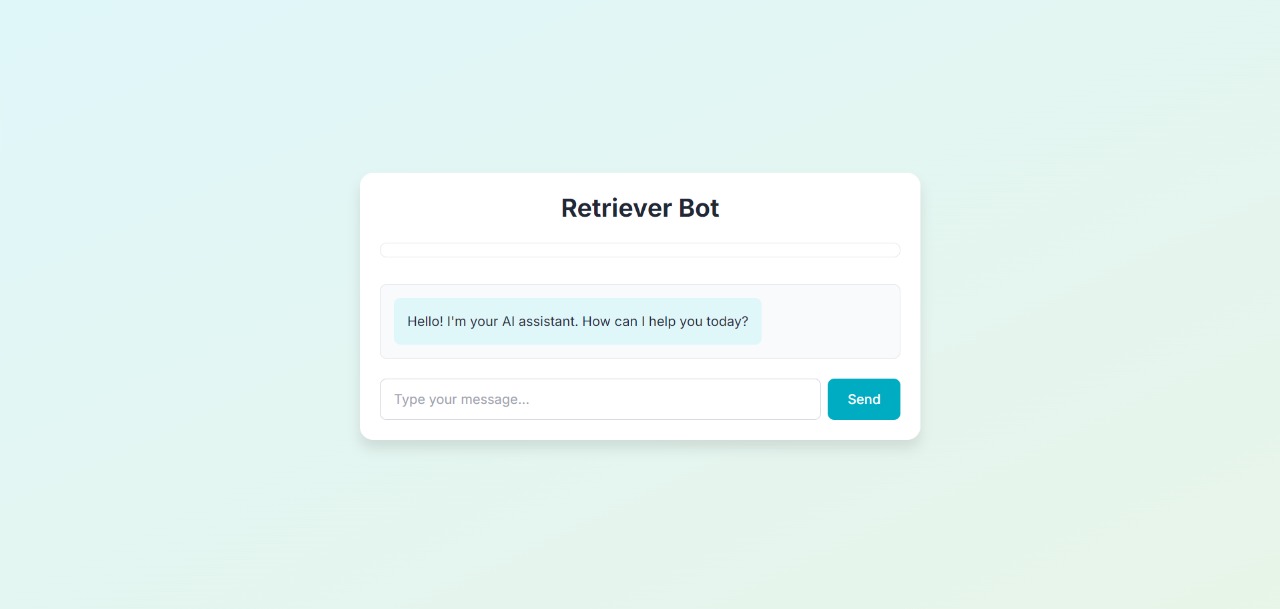 Retriever Bot
Hello! I'm your AI assistant. How can I help you today?
Type your message...
Send